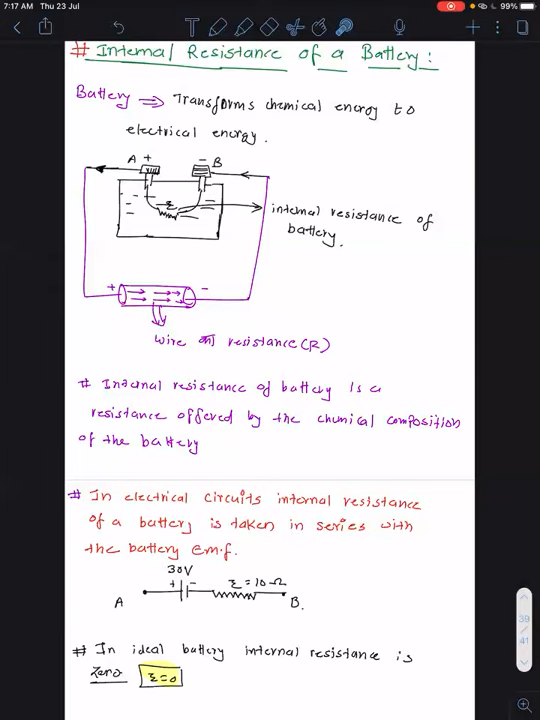 7:17 AM Thu 23 Jul
99%
# Internal Resistance of a Battery:
Battery ⇒ Transforms chemical energy to
electrical energy.
A + - B
r
internal resistance of
battery.
+ -
Wire का resistance (R)
# Internal resistance of battery is a
resistance offered by the chemical composition
of the battery
# In electrical circuits internal resistance
of a battery is taken in series with
the battery e.m.f.
30V
+ - r = 10 Ω
A B.
# In ideal battery internal resistance is
Zero r = 0
39
41